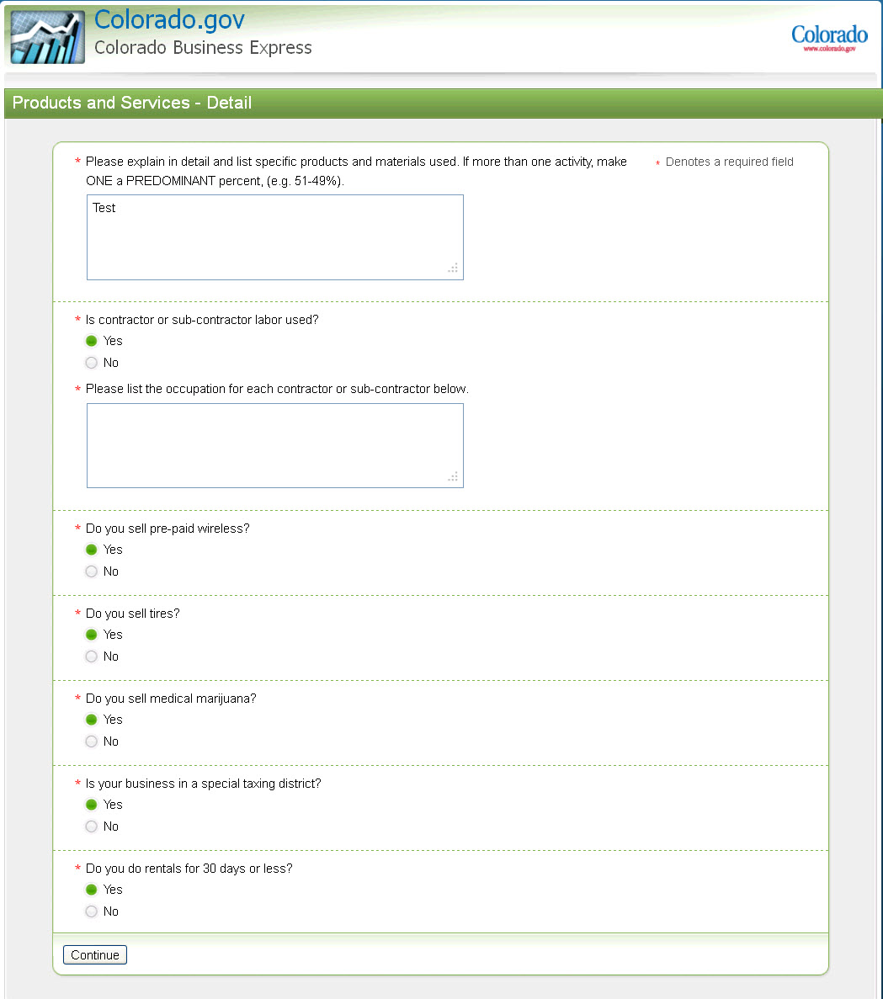 Colorado.gov
Colorado Business Express
Colorado
www.colorado.gov
Products and Services - Detail
* Please explain in detail and list specific products and materials used. If more than one activity, make
ONE a PREDOMINANT percent, (e.g. 51-49%).
* Denotes a required field
Test
* Is contractor or sub-contractor labor used?
Yes
No
* Please list the occupation for each contractor or sub-contractor below.
* Do you sell pre-paid wireless?
Yes
No
* Do you sell tires?
Yes
No
* Do you sell medical marijuana?
Yes
No
* Is your business in a special taxing district?
Yes
No
* Do you do rentals for 30 days or less?
Yes
No
Continue